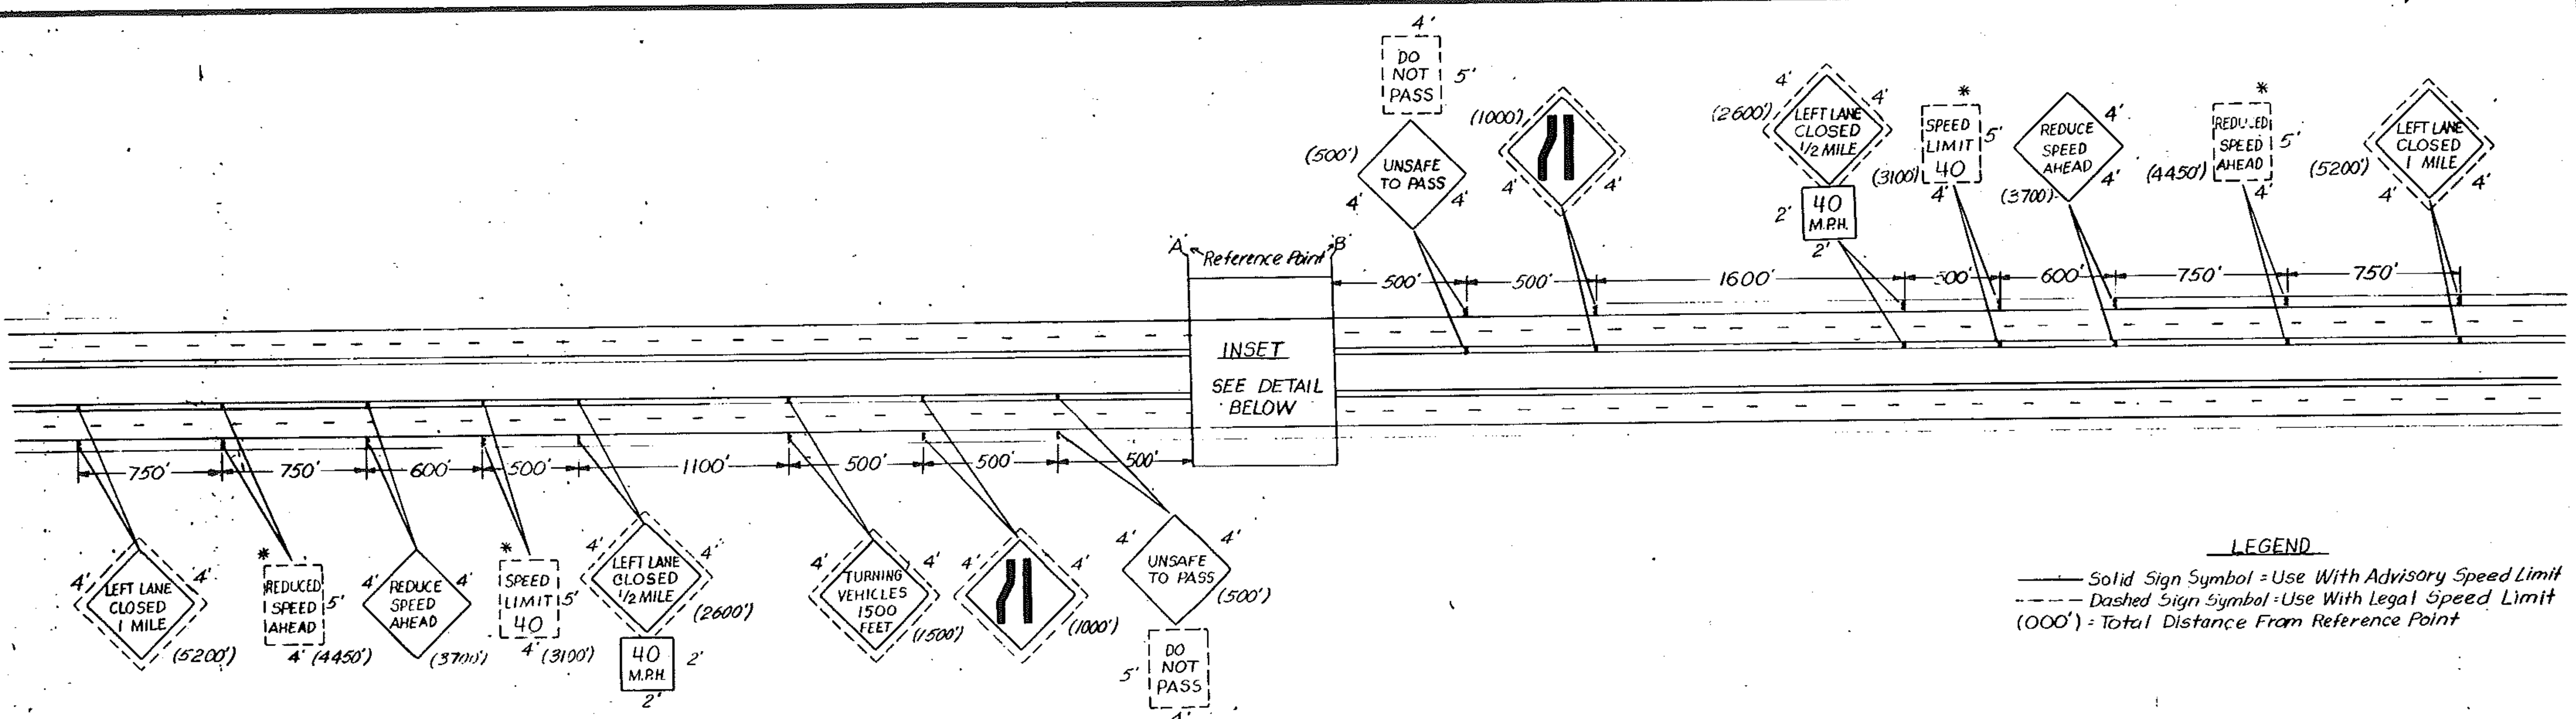 4'
DO
NOT
PASS
5'
(500')
UNSAFE
TO PASS
4'
4'
(1000')
4'
4'
4'
4'
(2600')
LEFT LANE
CLOSED
1/2 MILE
2'
40
M.P.H.
2'
*
SPEED
LIMIT
40
5'
(3100')
4'
REDUCE
SPEED
AHEAD
4'
4'
(3700')
*
REDUCED
SPEED
AHEAD
5'
(4450')
4'
LEFT LANE
CLOSED
1 MILE
(5200')
4'
4'
'A' Reference Point 'B'
500' 500' 1600' 500' 600' 750' 750'
INSET
SEE DETAIL
BELOW
750' 750' 600' 500' 1100' 500' 500' 500'
4' 4'
LEFT LANE
CLOSED
1 MILE
(5200')
*
REDUCED
SPEED
AHEAD
5'
4' (4450')
4' 4'
REDUCE
SPEED
AHEAD
(3700')
*
SPEED
LIMIT
40
5'
4' (3100')
4' 4'
LEFT LANE
CLOSED
1/2 MILE
(2600')
40
M.P.H.
2'
2'
4' 4'
TURNING
VEHICLES
1500
FEET
(1500')
4' 4'
(1000')
4' 4'
UNSAFE
TO PASS
(500')
DO
NOT
PASS
5'
4'
LEGEND
Solid Sign Symbol = Use With Advisory Speed Limit
Dashed Sign Symbol = Use With Legal Speed Limit
(000') = Total Distance From Reference Point